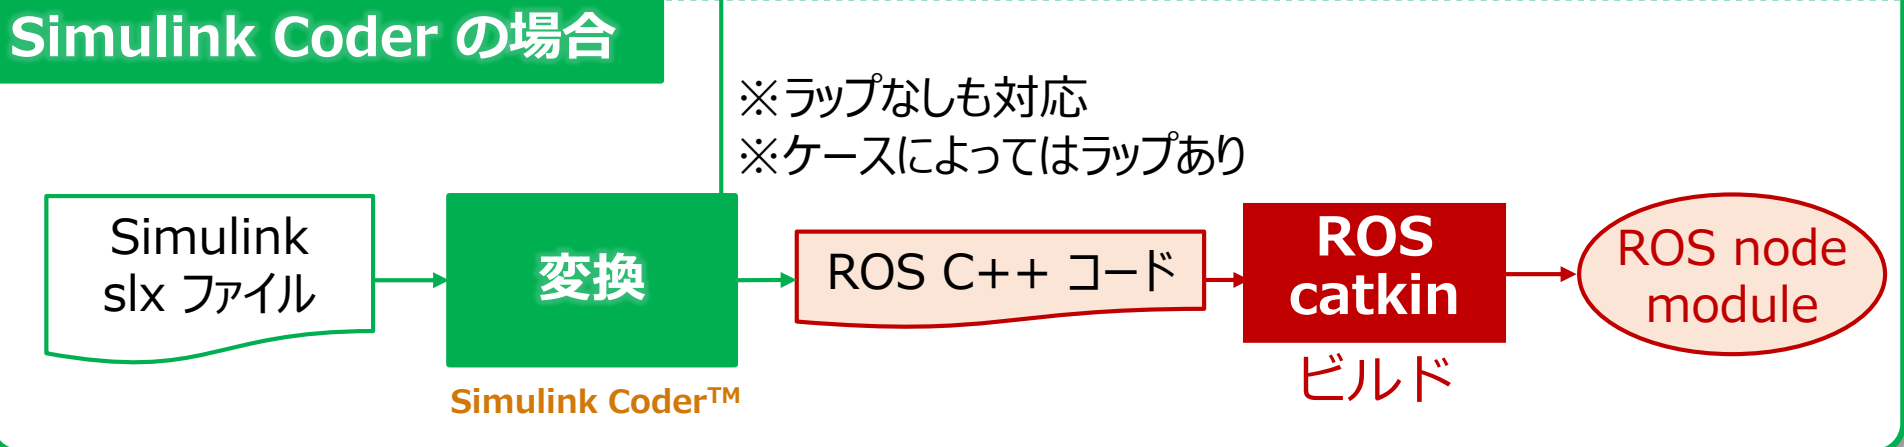 Simulink Coder の場合
※ラップなしも対応
※ケースによってはラップあり
Simulink
slx ファイル
変換
Simulink Coder™
ROS C++ コード
ROS
catkin
ビルド
ROS node
module